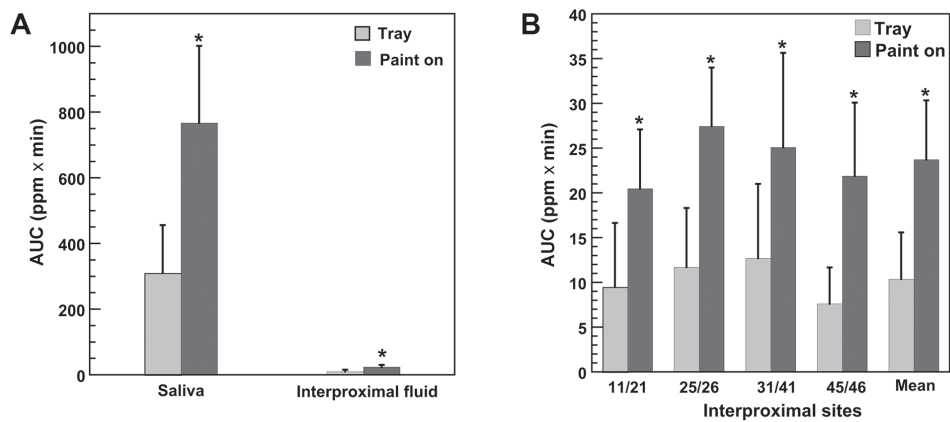 A
AUC (ppm x min)
1000
800
600
400
200
0
Tray
Paint on
*
*
Saliva
Interproximal fluid
B
AUC (ppm x min)
40
35
30
25
20
15
10
5
0
Tray
Paint on
*
*
*
*
*
11/21
25/26
31/41
45/46
Mean
Interproximal sites